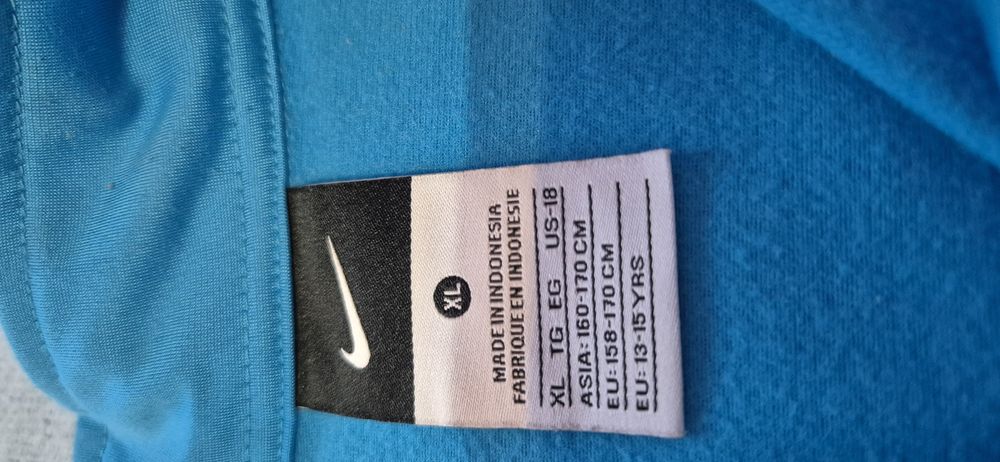 XL
MADE IN INDONESIA
FABRIQUE EN INDONESIE
XL TG EG US-18
ASIA: 160-170 CM
EU: 158-170 CM
EU: 13-15 YRS